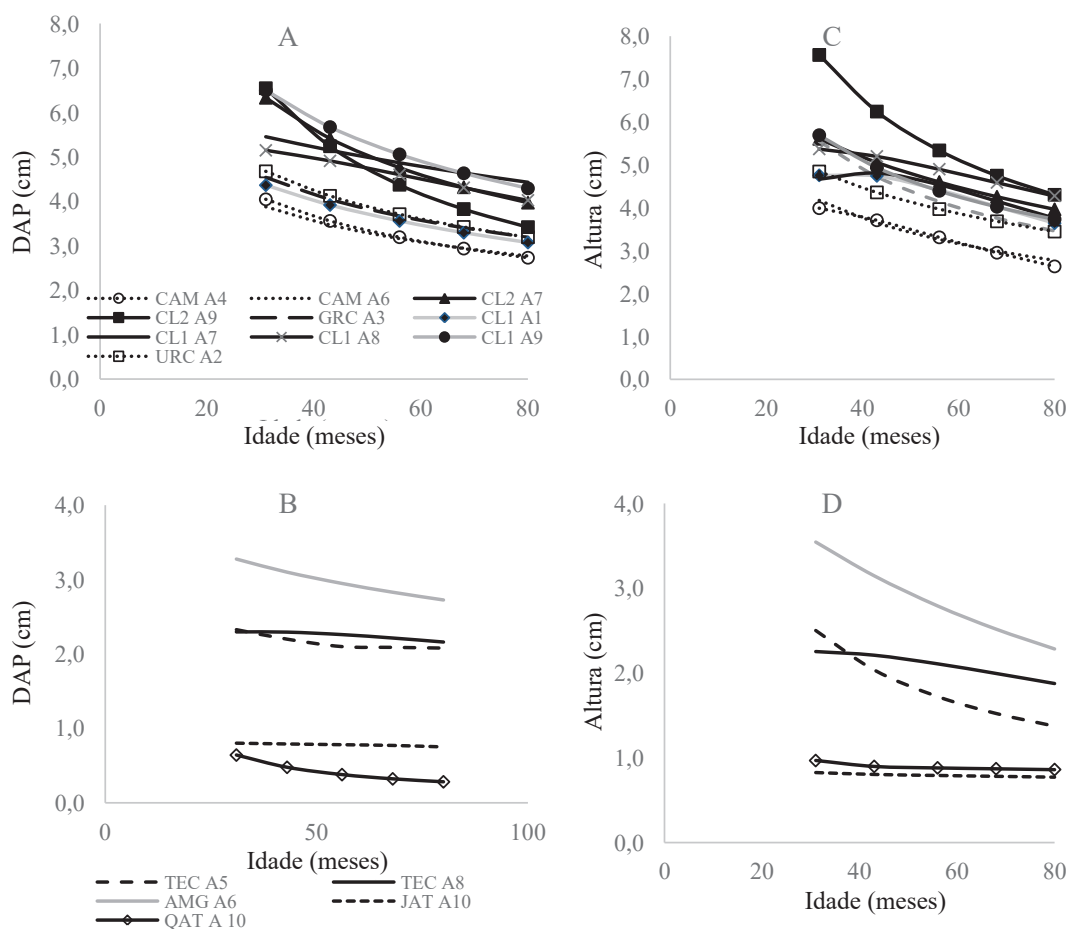 A
8,0
7,0
6,0
5,0
4,0
3,0
2,0
1,0
0,0
DAP (cm)
0 20 40 60 80
Idade (meses)
CAM A4 CAM A6 CL2 A7
CL2 A9 GRC A3 CL1 A1
CL1 A7 CL1 A8 CL1 A9
URC A2
C
8,0
7,0
6,0
5,0
4,0
3,0
2,0
1,0
0,0
Altura (cm)
0 20 40 60 80
Idade (meses)
B
4,0
3,0
2,0
1,0
0,0
DAP (cm)
0 50 100
Idade (meses)
TEC A5 TEC A8
AMG A6 JAT A10
QAT A 10
D
4,0
3,0
2,0
1,0
0,0
Altura (cm)
0 20 40 60 80
Idade (meses)